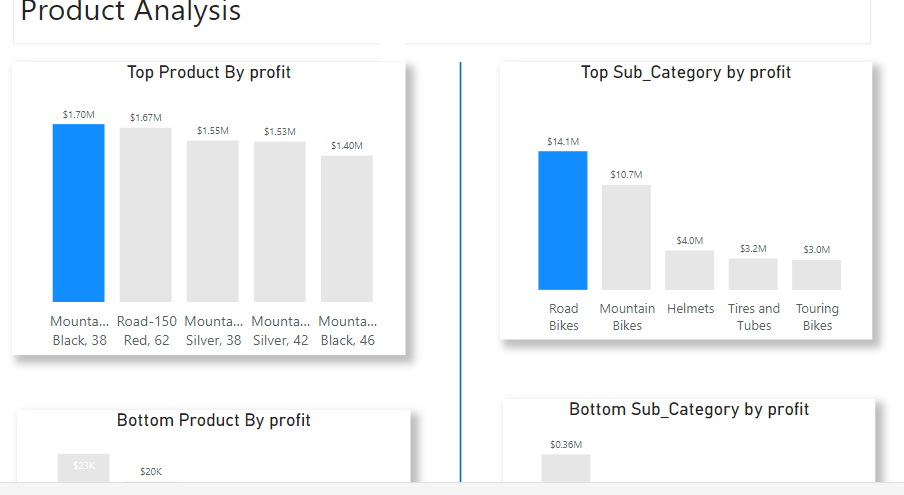 Product Analysis
Top Product By profit
$1.70M
$1.67M
$1.55M
$1.53M
$1.40M
Mounta... Road-150 Mounta... Mounta... Mounta...
Black, 38 Red, 62 Silver, 38 Silver, 42 Black, 46
Top Sub_Category by profit
$14.1M
$10.7M
$4.0M
$3.2M
$3.0M
Road Mountain Helmets Tires and Touring
Bikes Bikes Tubes Bikes
Bottom Product By profit
$23K
$20K
Bottom Sub_Category by profit
$0.36M